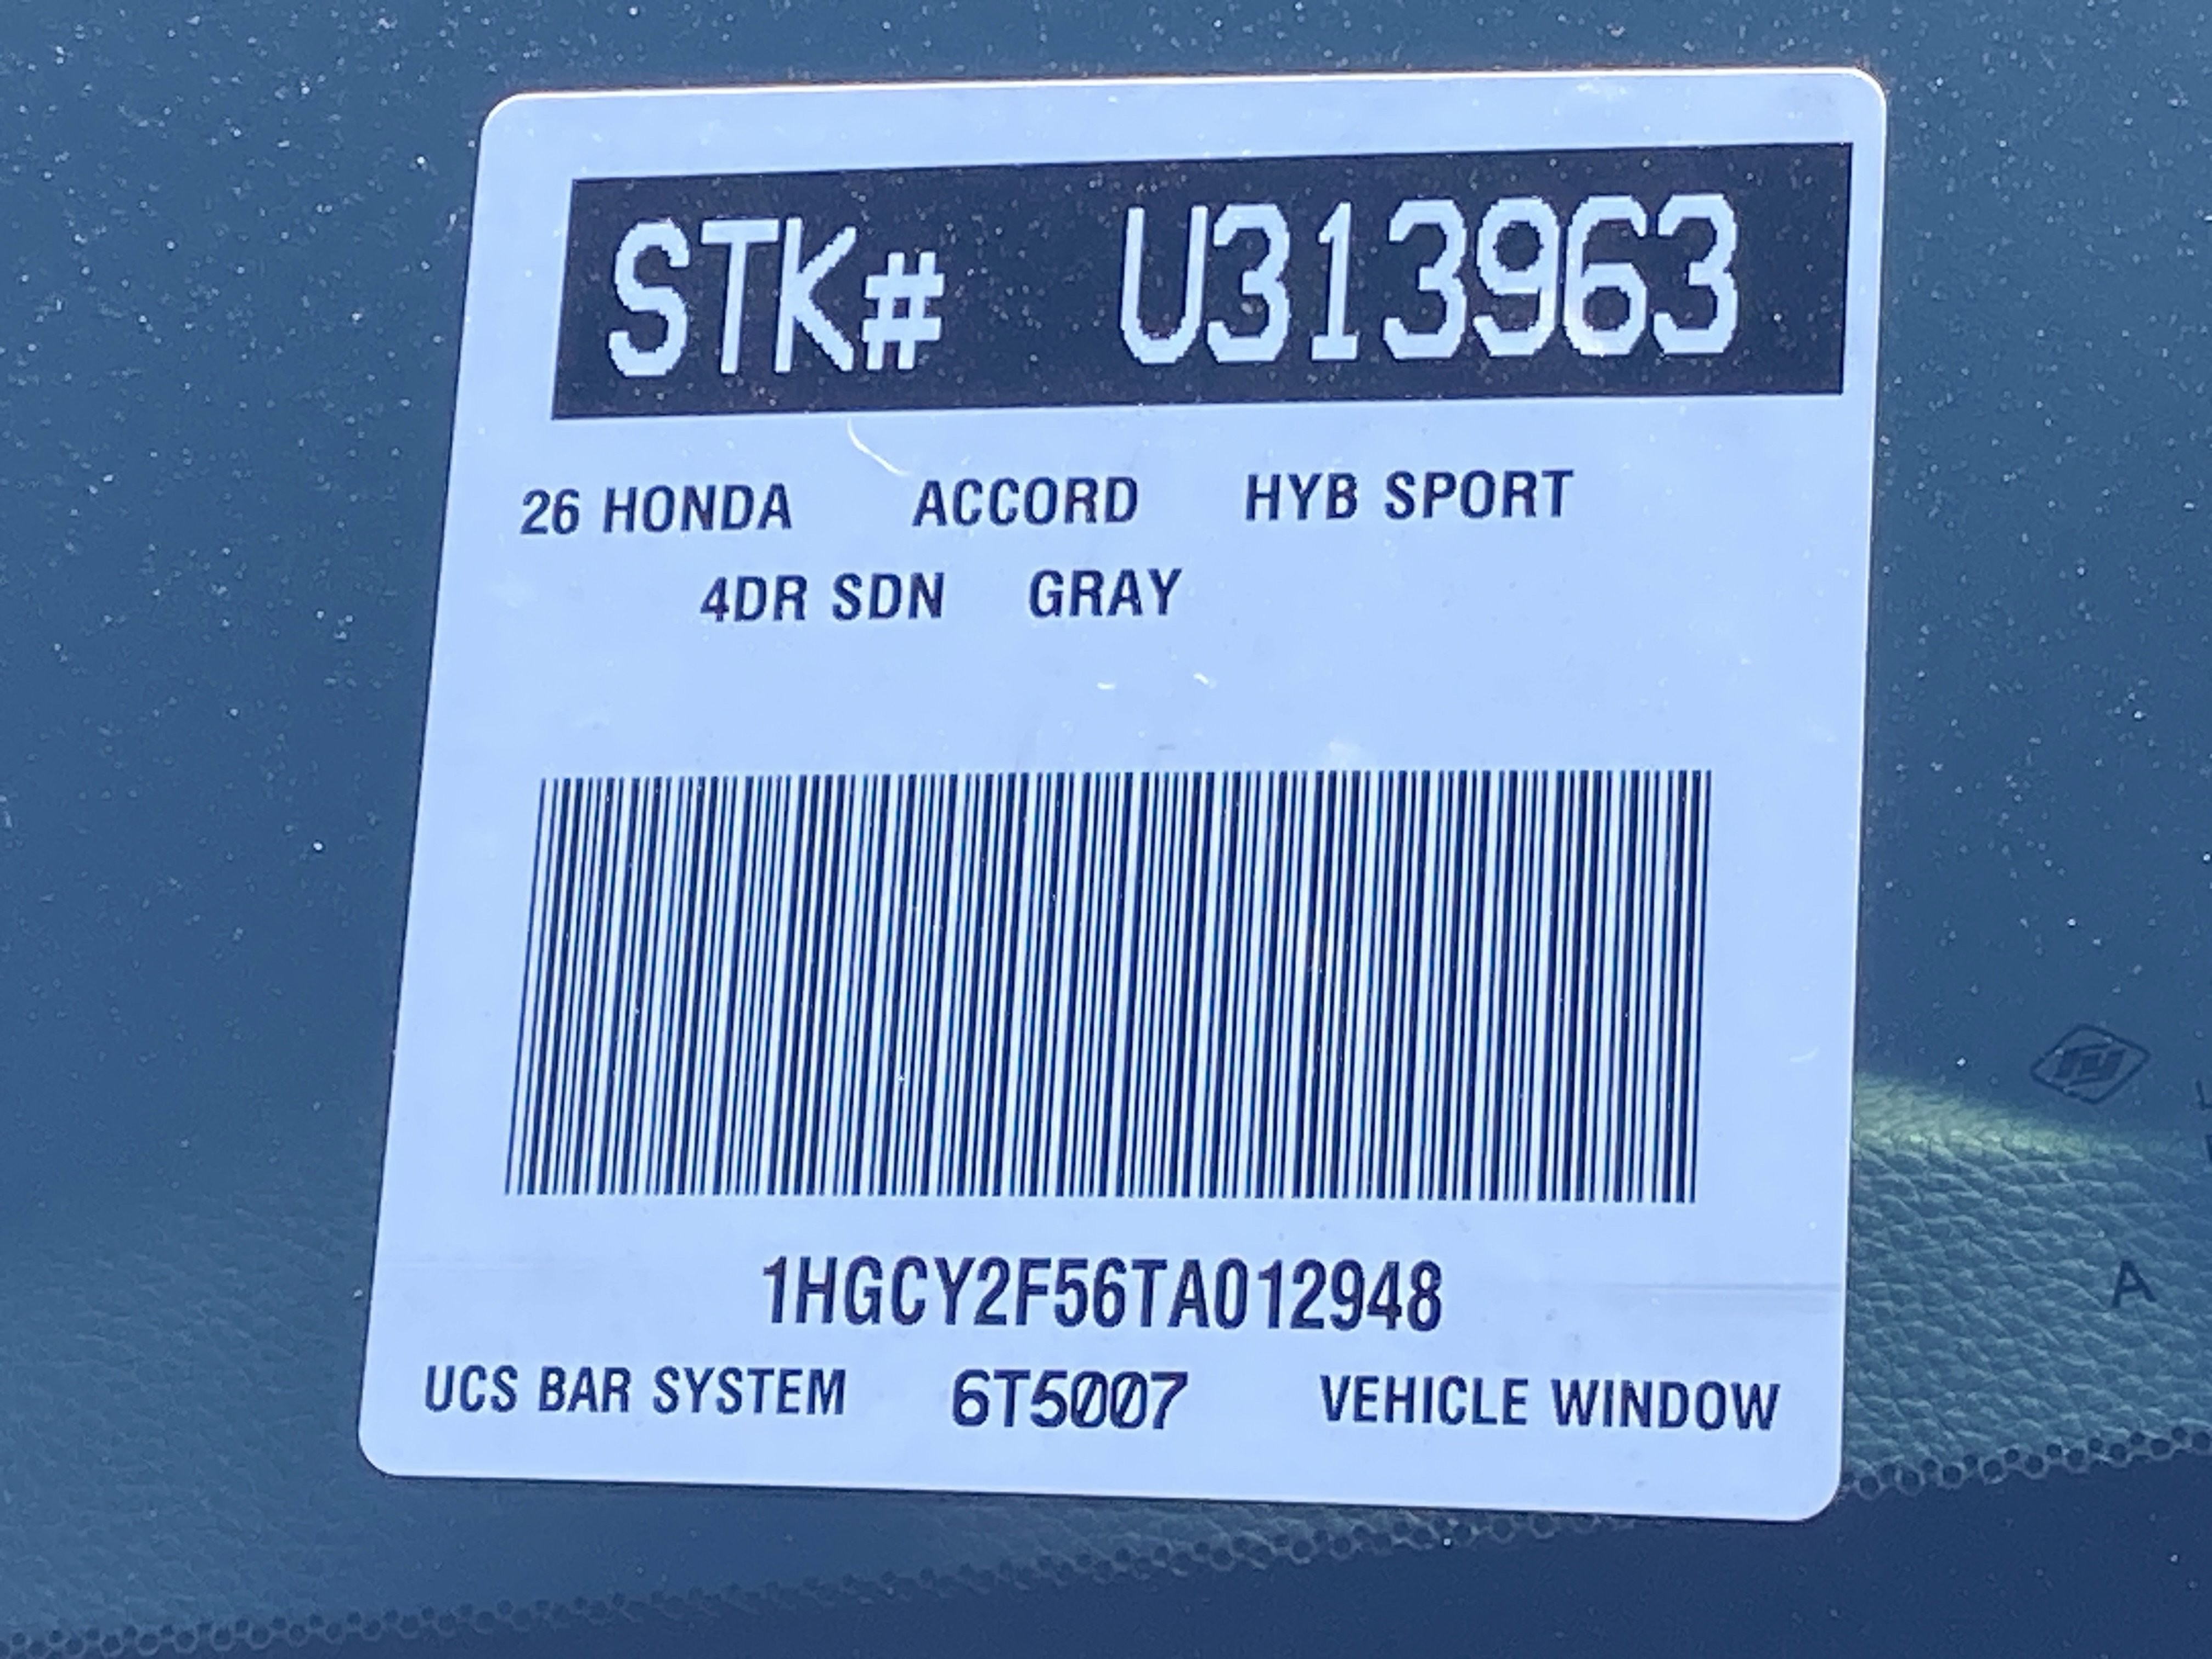 STK# U313963
26 HONDA ACCORD HYB SPORT
4DR SDN GRAY
1HGCY2F56TA012948
UCS BAR SYSTEM 6T5007 VEHICLE WINDOW
A